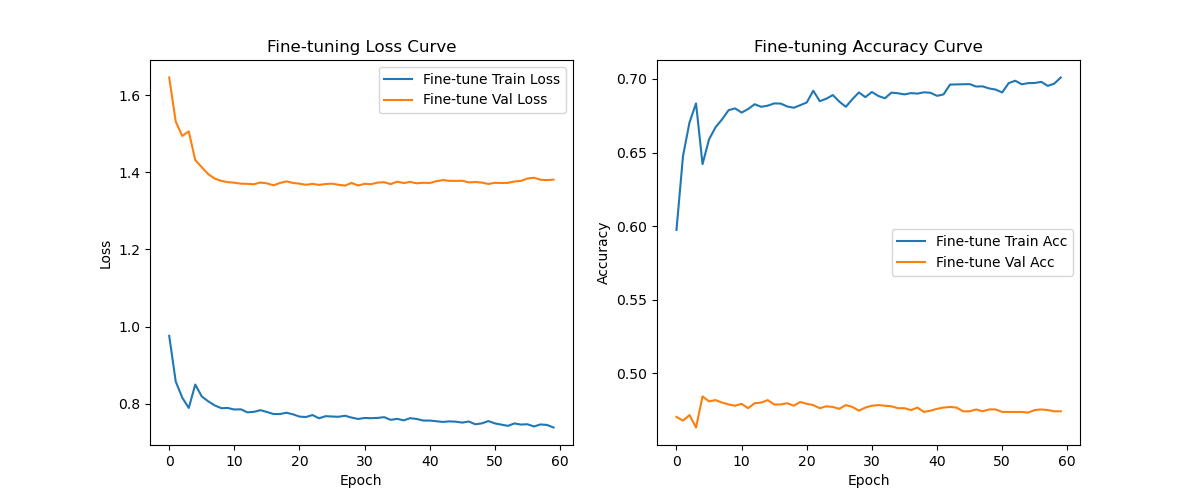 Fine-tuning Loss Curve
Fine-tune Train Loss
Fine-tune Val Loss
1.6
1.4
1.2
1.0
0.8
Loss
0 10 20 30 40 50 60
Epoch
Fine-tuning Accuracy Curve
0.70
0.65
0.60
0.55
0.50
Accuracy
Fine-tune Train Acc
Fine-tune Val Acc
0 10 20 30 40 50 60
Epoch